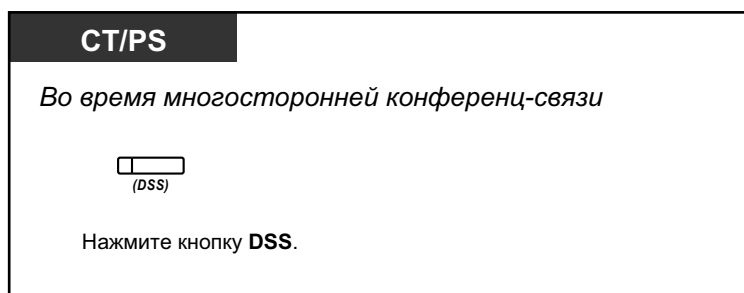 CT/PS
Во время многосторонней конференц-связи
(DSS)
Нажмите кнопку DSS.